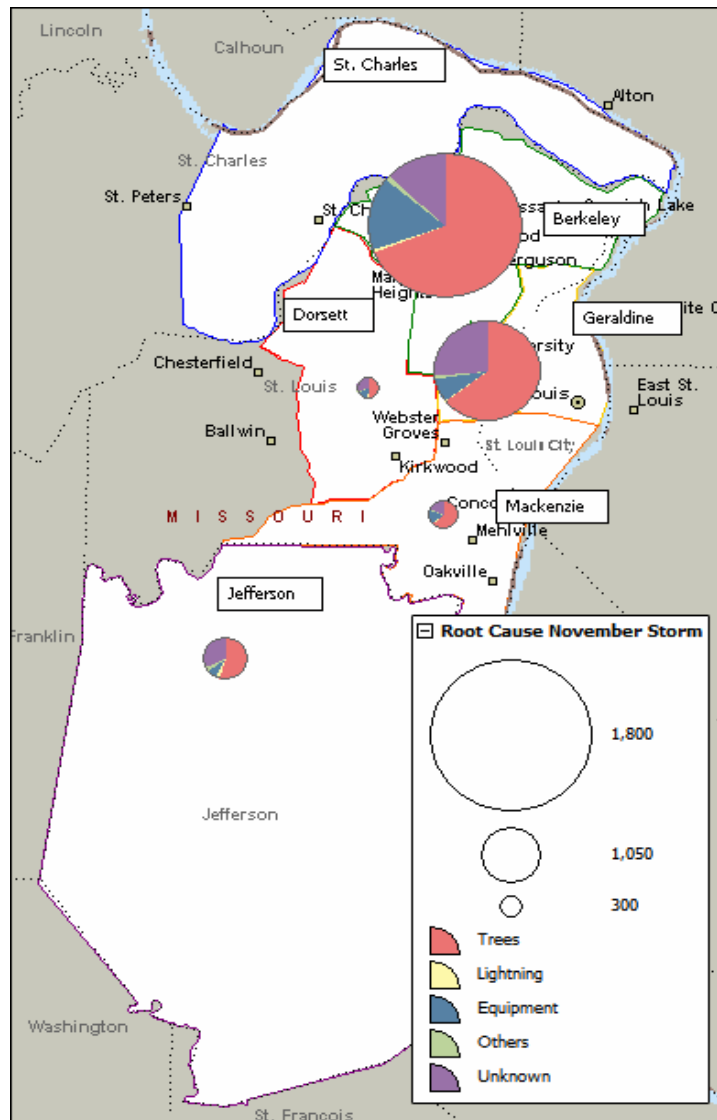 Lincoln
Calhoun
St. Charles
Alton
St. Charles
St. Peters
Berkeley
Ferguson
Heights
Dorsett
Geraldine
Chesterfield
St. Louis
East St.
Louis
Ballwin
Webster
Groves
St. Louis City
Kirkwood
MISSOURI
Mackenzie
Mehlville
Oakville
Jefferson
Franklin
Root Cause November Storm
1,800
1,050
300
Trees
Lightning
Equipment
Others
Unknown
Jefferson
Washington
St. Francois